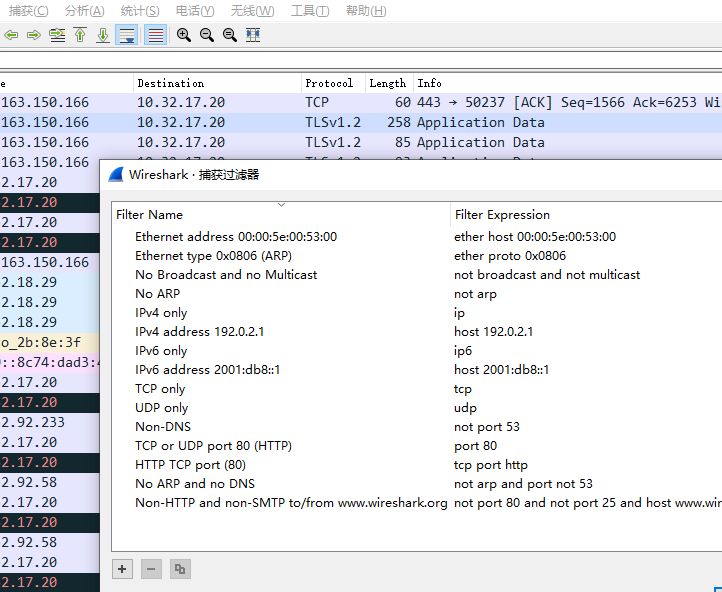 捕获(C) 分析(A) 统计(S) 电话(Y) 无线(W) 工具(T) 帮助(H)
Destination Protocol Length Info
163.150.166 10.32.17.20 TCP 60 443 → 50237 [ACK] Seq=1566 Ack=6253 Wi
163.150.166 10.32.17.20 TLSv1.2 258 Application Data
163.150.166 10.32.17.20 TLSv1.2 85 Application Data
163.150.166
2.17.20
2.17.20
2.17.20
2.17.20
163.150.166
2.18.29
2.18.29
2.18.29
o_2b:8e:3f
::8c74:dad3:4
2.17.20
2.17.20
2.92.233
2.17.20
2.17.20
2.92.58
2.17.20
2.17.20
2.92.58
2.17.20
2.17.20
Wireshark · 捕获过滤器
Filter Name Filter Expression
Ethernet address 00:00:5e:00:53:00 ether host 00:00:5e:00:53:00
Ethernet type 0x0806 (ARP) ether proto 0x0806
No Broadcast and no Multicast not broadcast and not multicast
No ARP not arp
IPv4 only ip
IPv4 address 192.0.2.1 host 192.0.2.1
IPv6 only ip6
IPv6 address 2001:db8::1 host 2001:db8::1
TCP only tcp
UDP only udp
Non-DNS not port 53
TCP or UDP port 80 (HTTP) port 80
HTTP TCP port (80) tcp port http
No ARP and no DNS not arp and port not 53
Non-HTTP and non-SMTP to/from www.wireshark.org not port 80 and not port 25 and host www.wir